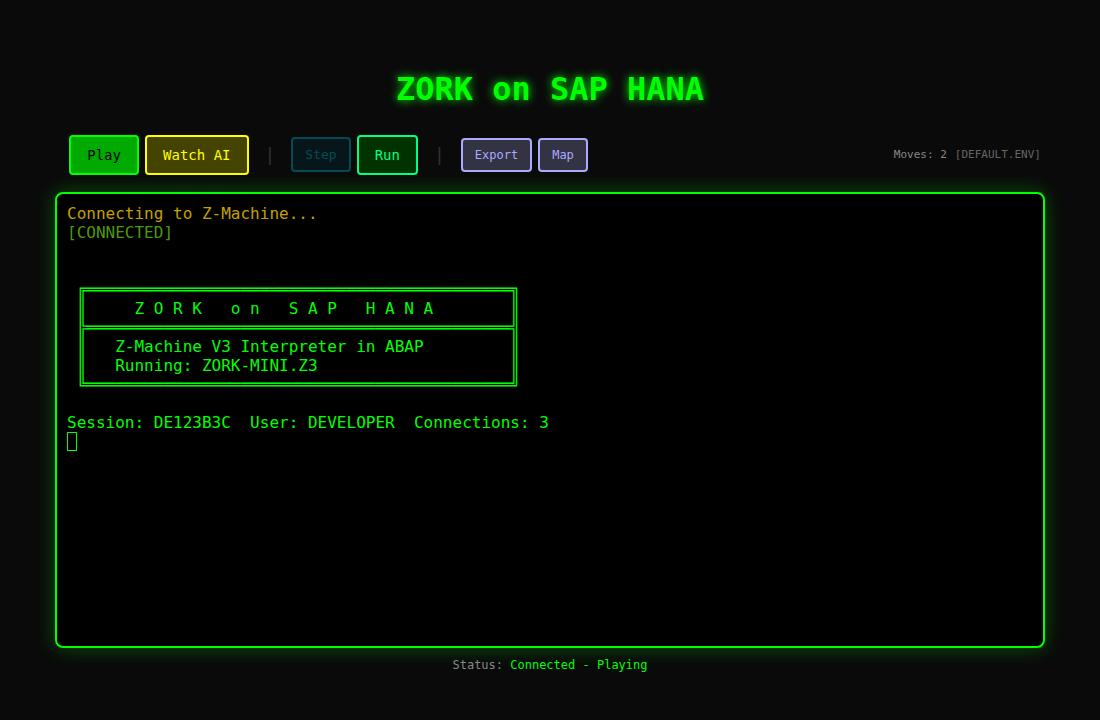 ZORK on SAP HANA
Play Watch AI | Step Run | Export Map Moves: 2 [DEFAULT.ENV]
Connecting to Z-Machine...
[CONNECTED]
Z O R K   o n   S A P   H A N A
Z-Machine V3 Interpreter in ABAP
Running: ZORK-MINI.Z3
Session: DE123B3C  User: DEVELOPER  Connections: 3
Status: Connected - Playing